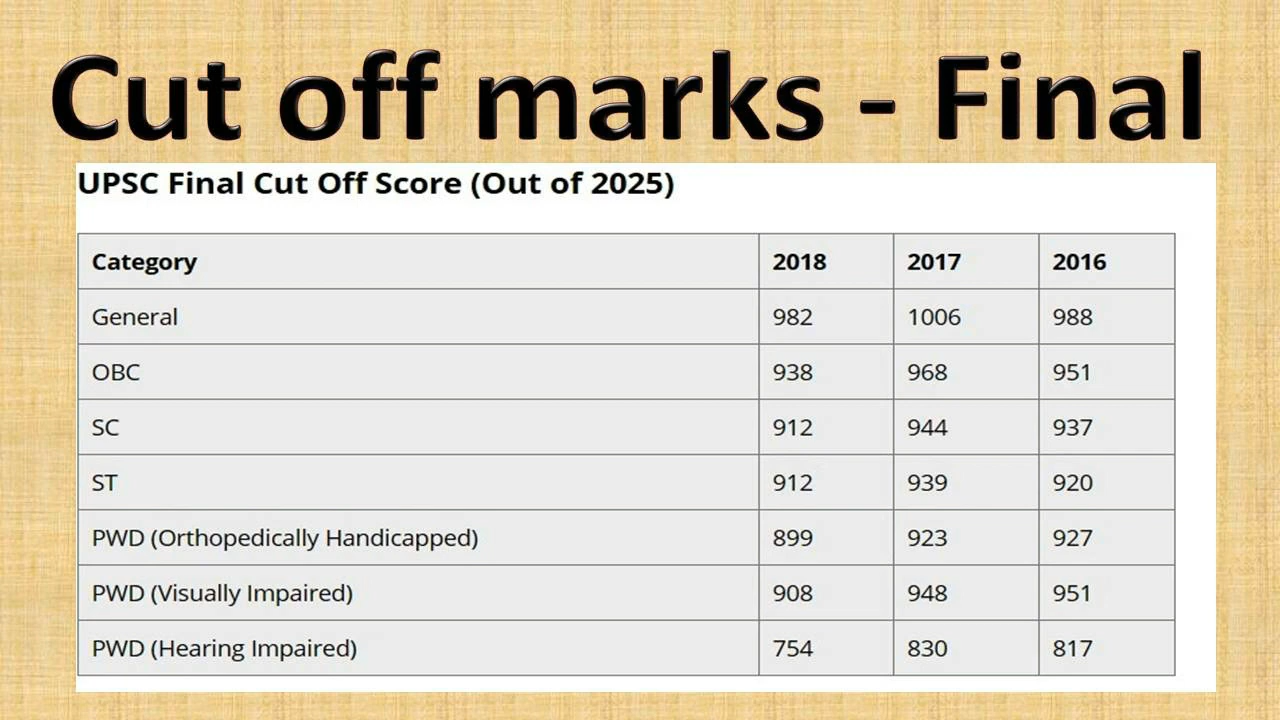 Cut off marks - Final
UPSC Final Cut Off Score (Out of 2025)
Category 2018 2017 2016
General 982 1006 988
OBC 938 968 951
SC 912 944 937
ST 912 939 920
PWD (Orthopedically Handicapped) 899 923 927
PWD (Visually Impaired) 908 948 951
PWD (Hearing Impaired) 754 830 817